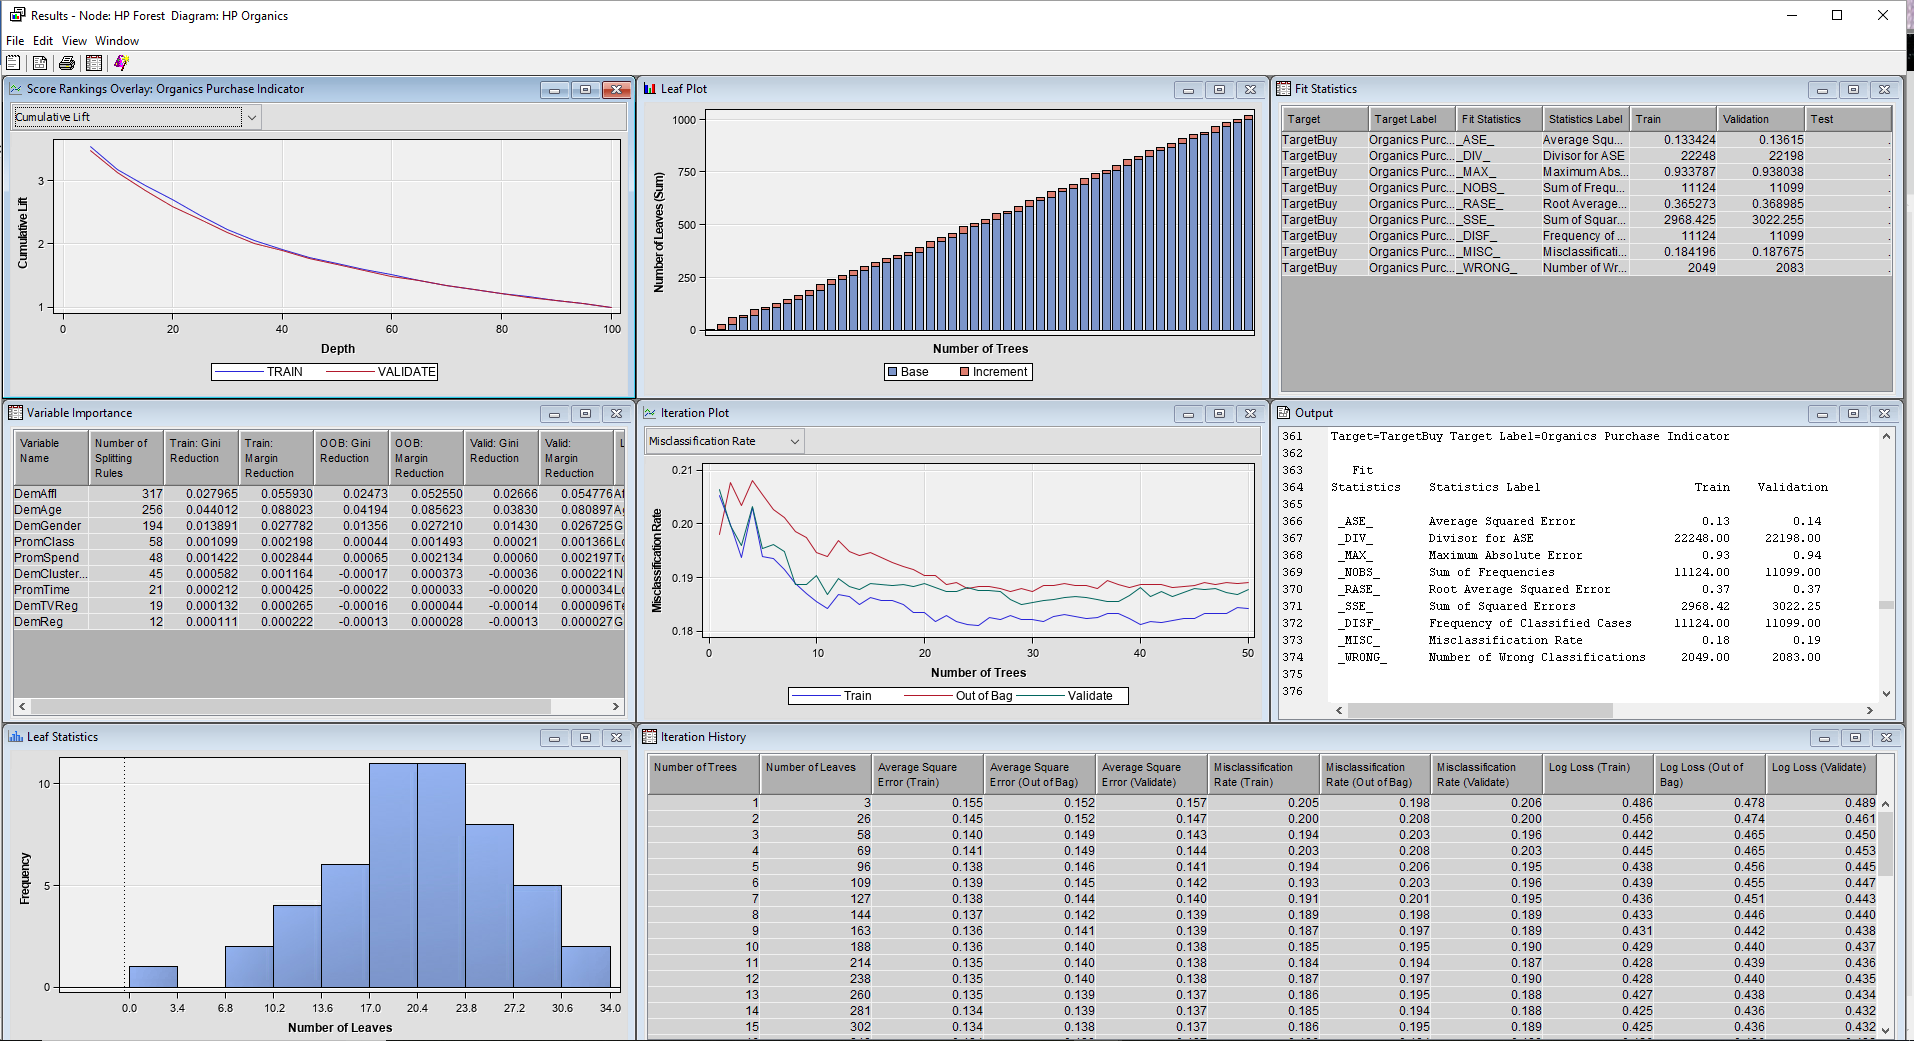 Results - Node: HP Forest Diagram: HP Organics
File Edit View Window
Score Rankings Overlay: Organics Purchase Indicator
Cumulative Lift
Cumulative Lift
3
2
1
0 20 40 60 80 100
Depth
TRAIN VALIDATE
Leaf Plot
Number of Leaves (Sum)
1000
750
500
250
0
Number of Trees
Base Increment
Fit Statistics
Target Target Label Fit Statistics Statistics Label Train Validation Test
TargetBuy Organics Purc... _ASE_ Average Squ... 0.133424 0.13615 .
TargetBuy Organics Purc... _DIV_ Divisor for ASE 22248 22198 .
TargetBuy Organics Purc... _MAX_ Maximum Abs... 0.933787 0.938038 .
TargetBuy Organics Purc... _NOBS_ Sum of Frequ... 11124 11099 .
TargetBuy Organics Purc... _RASE_ Root Average... 0.365273 0.368985 .
TargetBuy Organics Purc... _SSE_ Sum of Squar... 2968.425 3022.255 .
TargetBuy Organics Purc... _DISF_ Frequency of ... 11124 11099 .
TargetBuy Organics Purc... _MISC_ Misclassificati... 0.184196 0.187675 .
TargetBuy Organics Purc... _WRONG_ Number of Wr... 2049 2083 .
Variable Importance
Variable Name Number of Splitting Rules Train: Gini Reduction Train: Margin Reduction OOB: Gini Reduction OOB: Margin Reduction Valid: Gini Reduction Valid: Margin Reduction L
DemAffl 317 0.027965 0.055930 0.02473 0.052550 0.02666 0.054776 Af
DemAge 256 0.044012 0.088023 0.04194 0.085623 0.03830 0.080897 Ag
DemGender 194 0.013891 0.027782 0.01356 0.027210 0.01430 0.026725 G
PromClass 58 0.001099 0.002198 0.00044 0.001493 0.00021 0.001366 Lo
PromSpend 48 0.001422 0.002844 0.00065 0.002134 0.00060 0.002197 To
DemCluster... 45 0.000582 0.001164 -0.00017 0.000373 -0.00036 0.000221 N
PromTime 21 0.000212 0.000425 -0.00022 0.000033 -0.00020 0.000034 Lo
DemTVReg 19 0.000132 0.000265 -0.00016 0.000044 -0.00014 0.000096 Te
DemReg 12 0.000111 0.000222 -0.00013 0.000028 -0.00013 0.000027 G
Iteration Plot
Misclassification Rate
Misclassification Rate
0.21
0.20
0.19
0.18
0 10 20 30 40 50
Number of Trees
Train Out of Bag Validate
Output
361 Target=TargetBuy Target Label=Organics Purchase Indicator
362
363 Fit
364 Statistics Statistics Label Train Validation
365
366 _ASE_ Average Squared Error 0.13 0.14
367 _DIV_ Divisor for ASE 22248.00 22198.00
368 _MAX_ Maximum Absolute Error 0.93 0.94
369 _NOBS_ Sum of Frequencies 11124.00 11099.00
370 _RASE_ Root Average Squared Error 0.37 0.37
371 _SSE_ Sum of Squared Errors 2968.42 3022.25
372 _DISF_ Frequency of Classified Cases 11124.00 11099.00
373 _MISC_ Misclassification Rate 0.18 0.19
374 _WRONG_ Number of Wrong Classifications 2049.00 2083.00
375
376
Leaf Statistics
Frequency
10
5
0
0.0 3.4 6.8 10.2 13.6 17.0 20.4 23.8 27.2 30.6 34.0
Number of Leaves
Iteration History
Number of Trees Number of Leaves Average Square Error (Train) Average Square Error (Out of Bag) Average Square Error (Validate) Misclassification Rate (Train) Misclassification Rate (Out of Bag) Misclassification Rate (Validate) Log Loss (Train) Log Loss (Out of Bag) Log Loss (Validate)
1 3 0.155 0.152 0.157 0.205 0.198 0.206 0.486 0.478 0.489
2 26 0.145 0.152 0.147 0.200 0.208 0.200 0.456 0.474 0.461
3 58 0.140 0.149 0.143 0.194 0.203 0.196 0.442 0.465 0.450
4 69 0.141 0.149 0.144 0.203 0.208 0.203 0.445 0.465 0.453
5 96 0.138 0.146 0.141 0.194 0.206 0.195 0.438 0.456 0.445
6 109 0.139 0.145 0.142 0.193 0.203 0.196 0.439 0.455 0.447
7 127 0.138 0.144 0.140 0.191 0.201 0.195 0.436 0.451 0.443
8 144 0.137 0.142 0.139 0.189 0.198 0.189 0.433 0.446 0.440
9 163 0.136 0.141 0.139 0.187 0.197 0.189 0.431 0.442 0.438
10 188 0.136 0.140 0.138 0.185 0.195 0.190 0.429 0.440 0.437
11 214 0.135 0.140 0.138 0.184 0.194 0.187 0.428 0.439 0.436
12 238 0.135 0.140 0.138 0.187 0.197 0.190 0.428 0.440 0.435
13 260 0.135 0.139 0.137 0.186 0.195 0.188 0.427 0.438 0.434
14 281 0.134 0.139 0.137 0.185 0.194 0.188 0.425 0.436 0.432
15 302 0.134 0.138 0.137 0.186 0.195 0.189 0.425 0.436 0.432